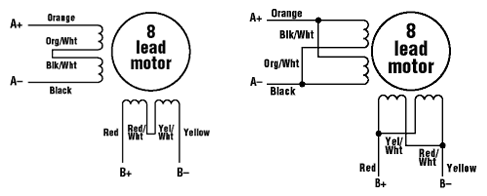 A+ Orange
Org/Wht
Blk/Wht
A– Black
8
lead
motor
Red
Red/
Wht
Yel/
Wht
Yellow
B+ B–
A+ Orange
Blk/Wht
Org/Wht
A– Black
8
lead
motor
Red
Yel/
Wht
Red/
Wht
Yellow
B+ B–